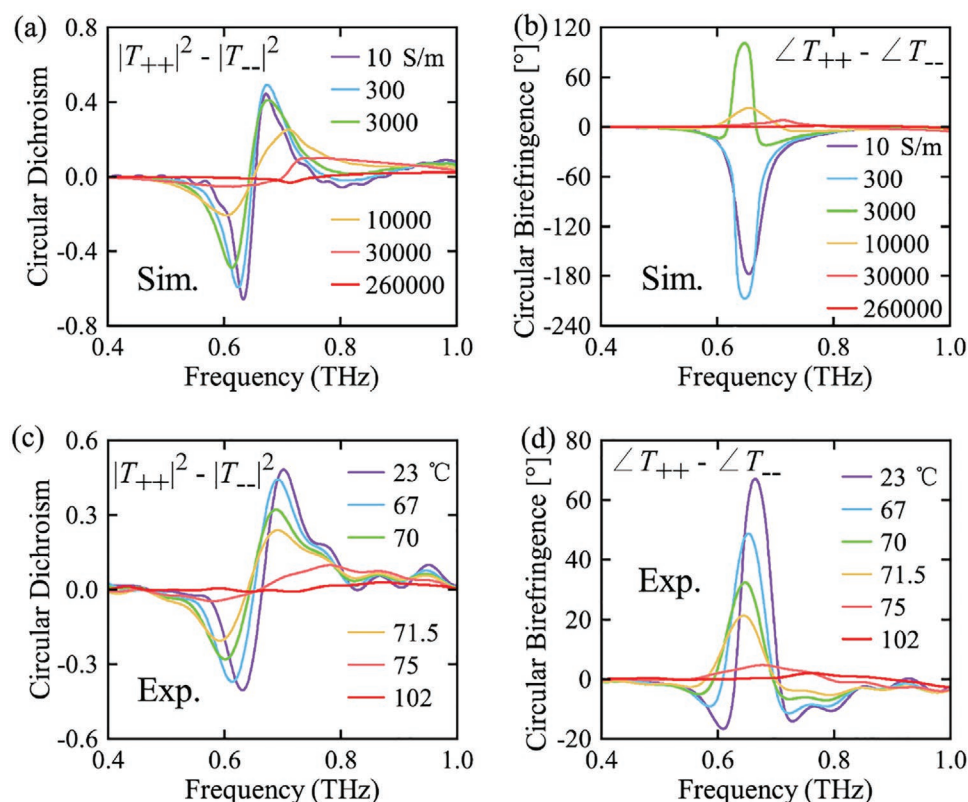 (a)
|T++|² - |T--|²
10 S/m
300
3000
10000
30000
260000
Sim.
Circular Dichroism
0.8
0.4
0.0
-0.4
-0.8
0.4 0.6 0.8 1.0
Frequency (THz)
(b)
∠T++ - ∠T--
10 S/m
300
3000
10000
30000
260000
Sim.
Circular Birefringence [°]
120
60
0
-60
-120
-180
-240
0.4 0.6 0.8 1.0
Frequency (THz)
(c)
|T++|² - |T--|²
23 ℃
67
70
71.5
75
102
Exp.
Circular Dichroism
0.6
0.3
0.0
-0.3
-0.6
0.4 0.6 0.8 1.0
Frequency (THz)
(d)
∠T++ - ∠T--
23 ℃
67
70
71.5
75
102
Exp.
Circular Birefringence [°]
80
60
40
20
0
-20
0.4 0.6 0.8 1.0
Frequency (THz)